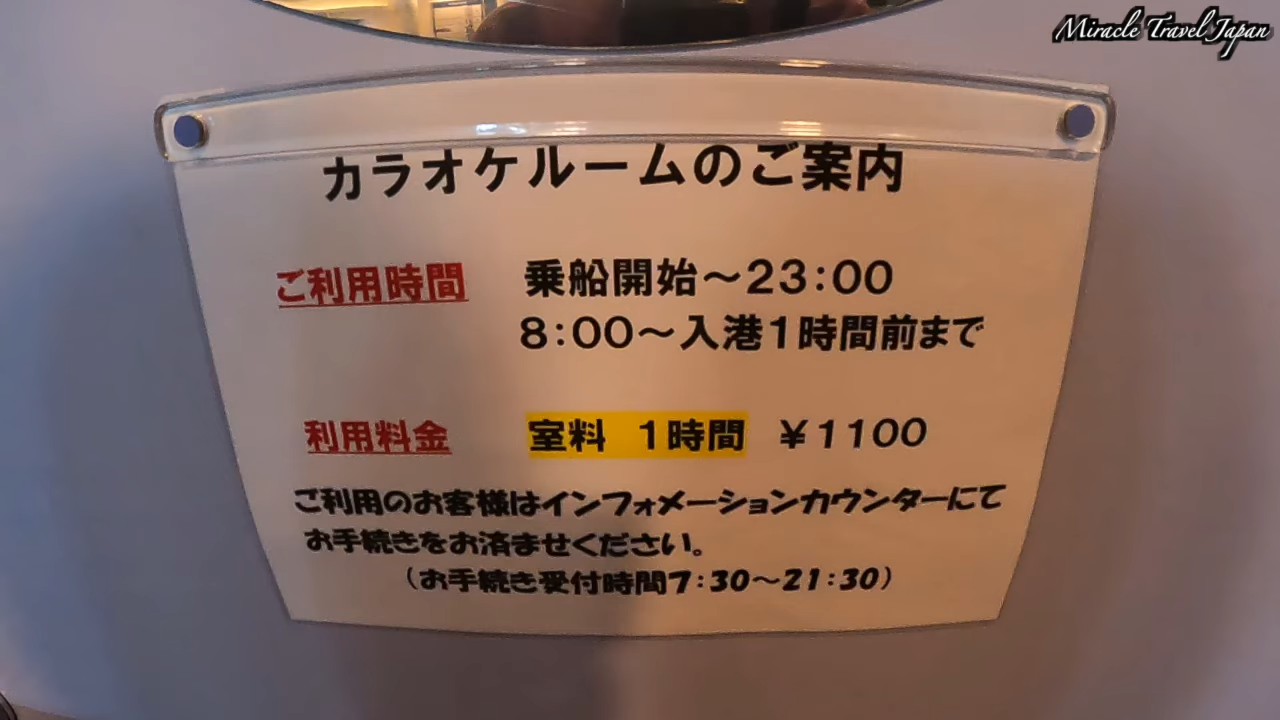 Miracle Travel Japan
カラオケルームのご案内
ご利用時間 乗船開始～23:00
8:00～入港1時間前まで
利用料金 室料 1時間 ￥1100
ご利用のお客様はインフォメーションカウンターにて
お手続きをお済ませください。
（お手続き受付時間7:30～21:30）